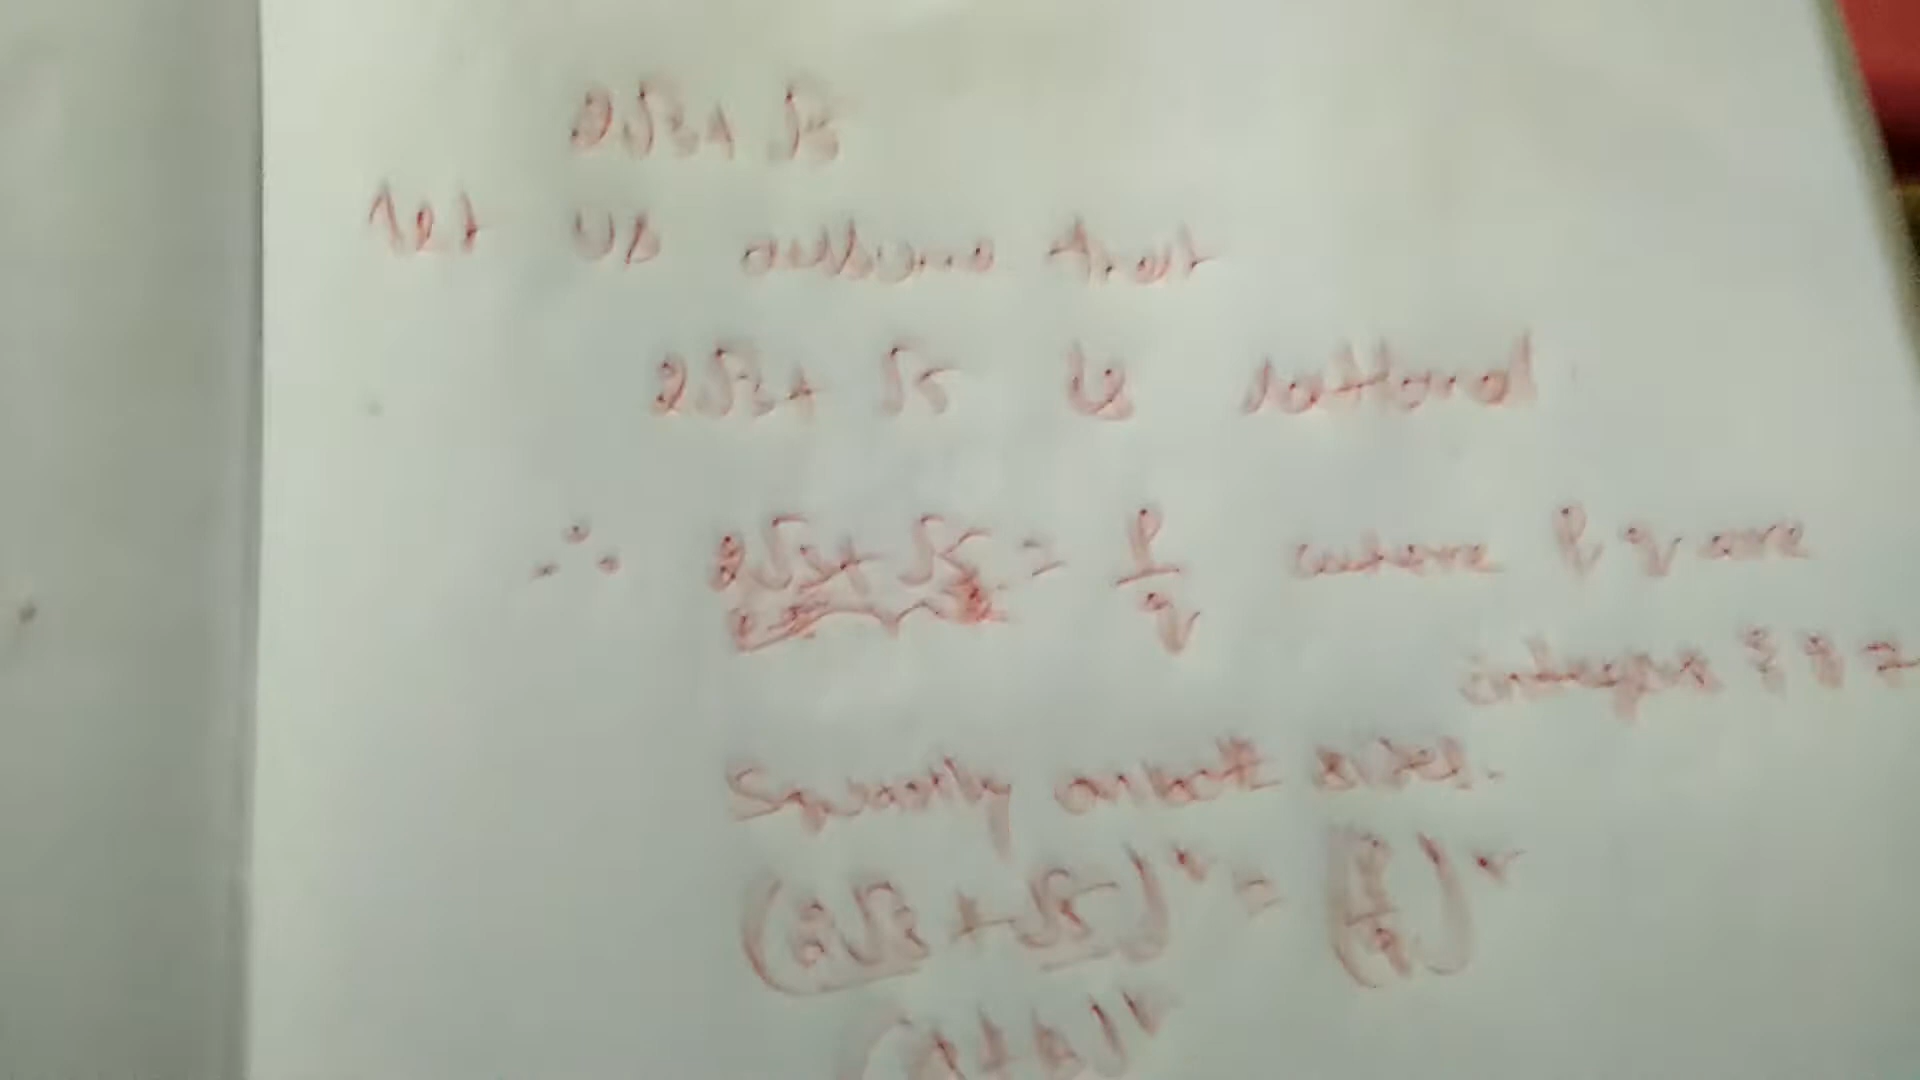 2√3+ √5
let us assume that
2√3+ √5 is rational
∴ 2√3+ √5 = p/q where p, q are
integers & q ≠
Squaring on both sides.
(2√3 + √5)² = (p/q)²
(a+b)²